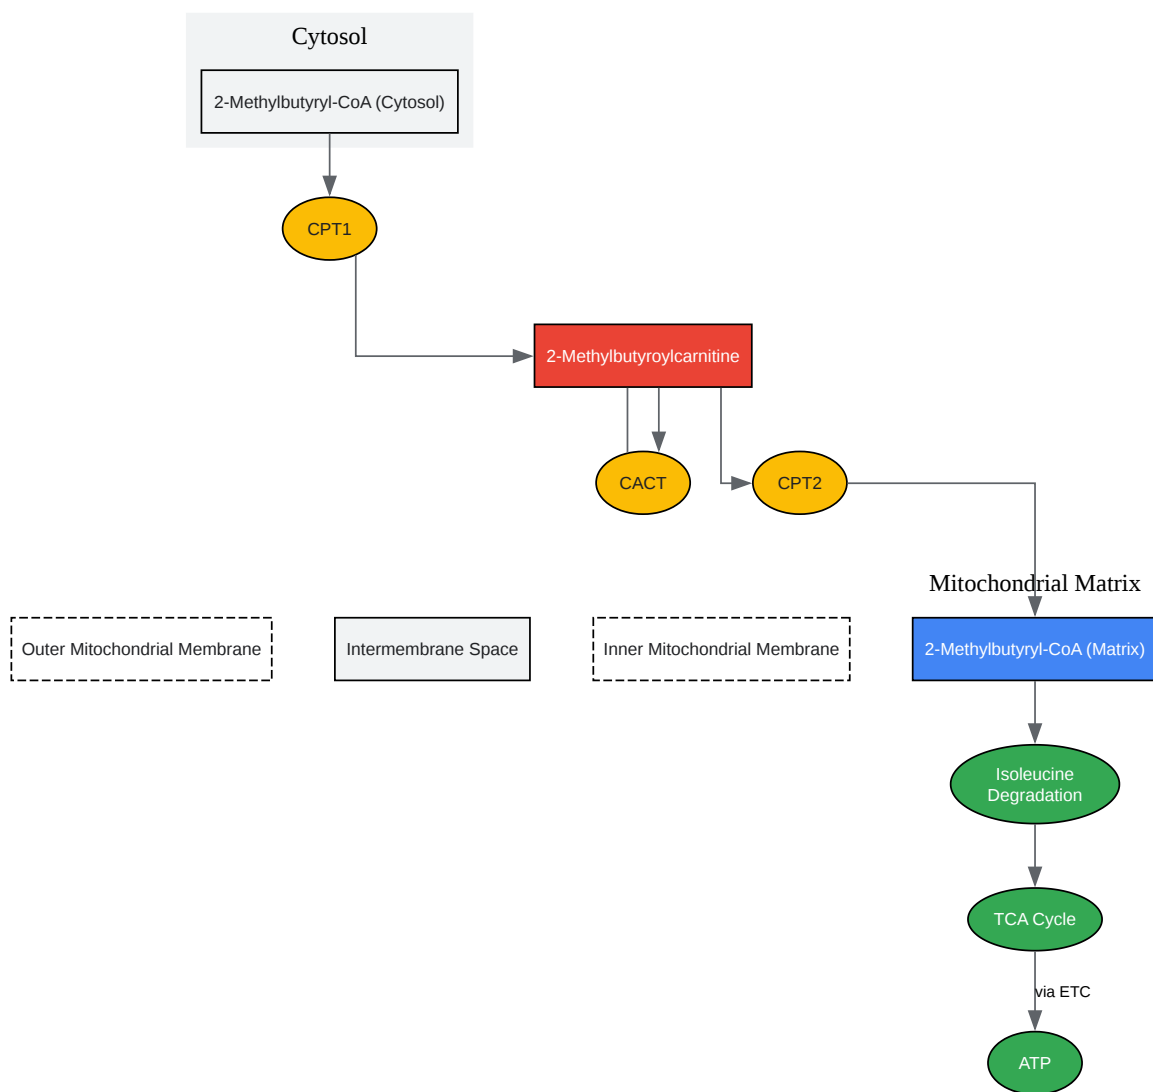 Cytosol
2-Methylbutyryl-CoA (Cytosol)
CPT1
2-Methylbutyroylcarnitine
CACT
CPT2
Mitochondrial Matrix
Outer Mitochondrial Membrane
Intermembrane Space
Inner Mitochondrial Membrane
2-Methylbutyryl-CoA (Matrix)
Isoleucine
Degradation
TCA Cycle
via ETC
ATP